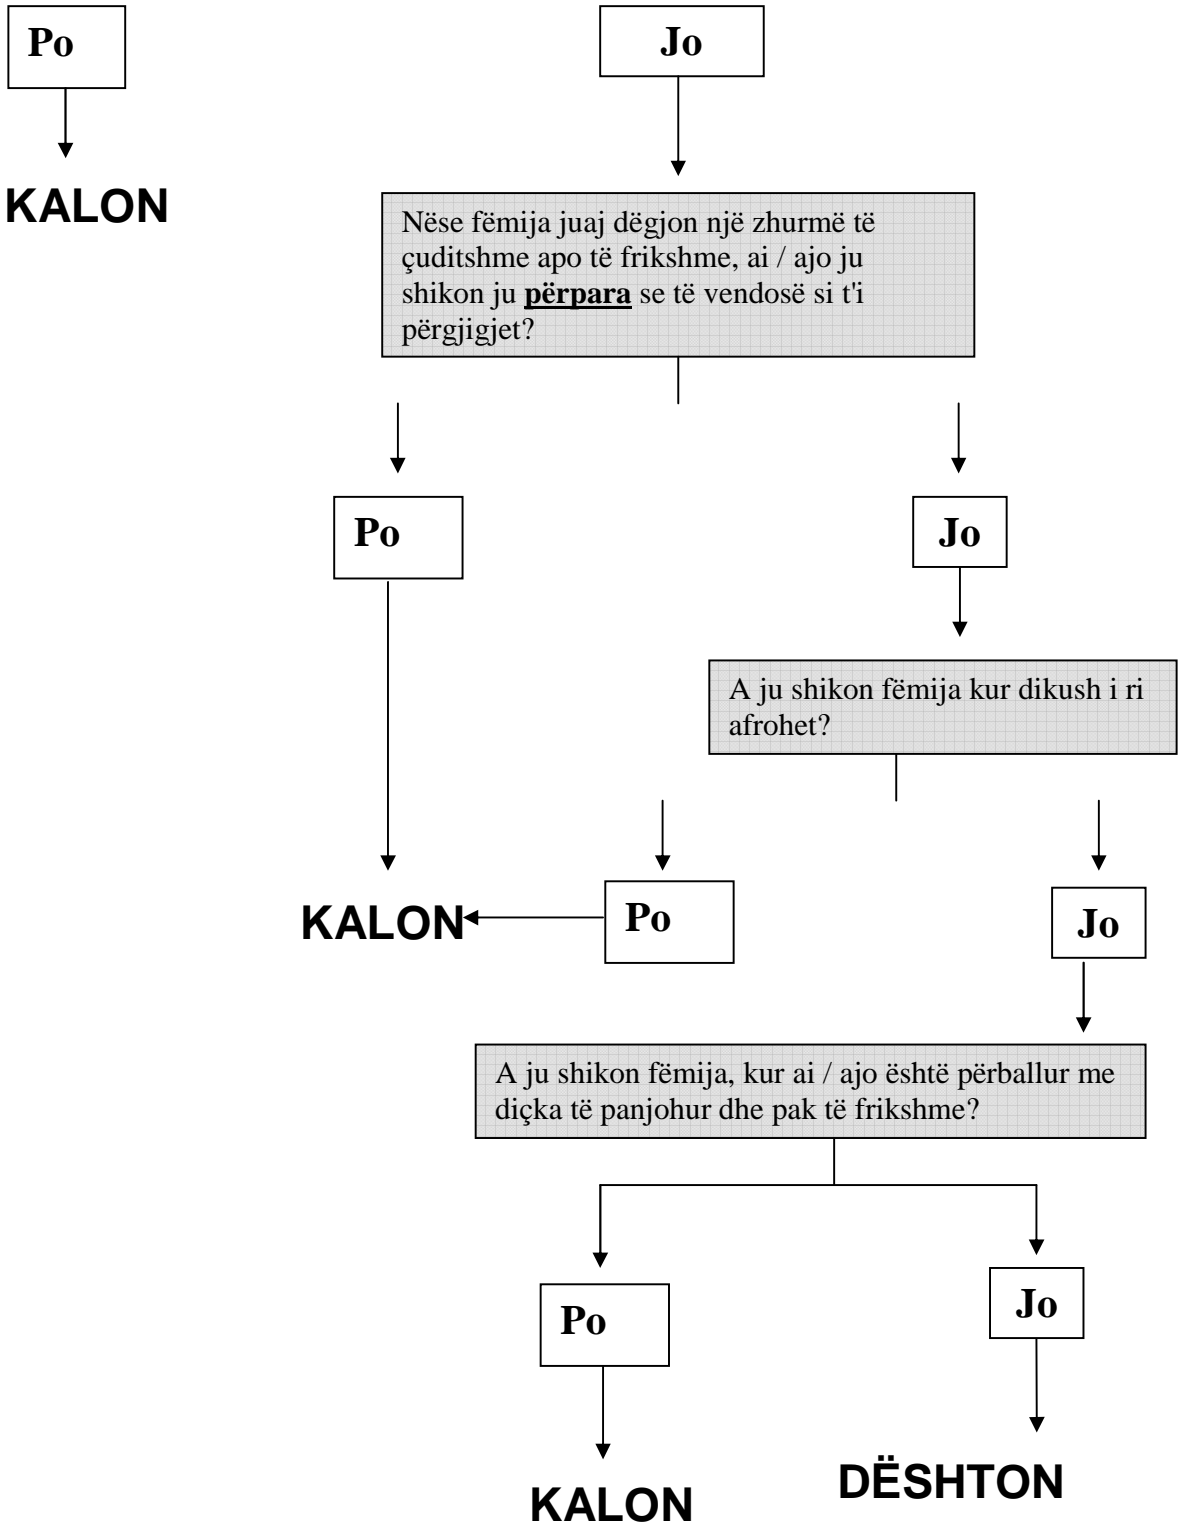 Po
Jo
KALON
Nëse fëmija juaj dëgjon një zhurmë të
çuditshme apo të frikshme, ai / ajo ju
shikon ju përpara se të vendosë si t'i
përgjigjet?
Po
Jo
A ju shikon fëmija kur dikush i ri
afrohet?
KALON
Po
Jo
A ju shikon fëmija, kur ai / ajo është përballur me
diçka të panjohur dhe pak të frikshme?
Po
Jo
KALON
DËSHTON